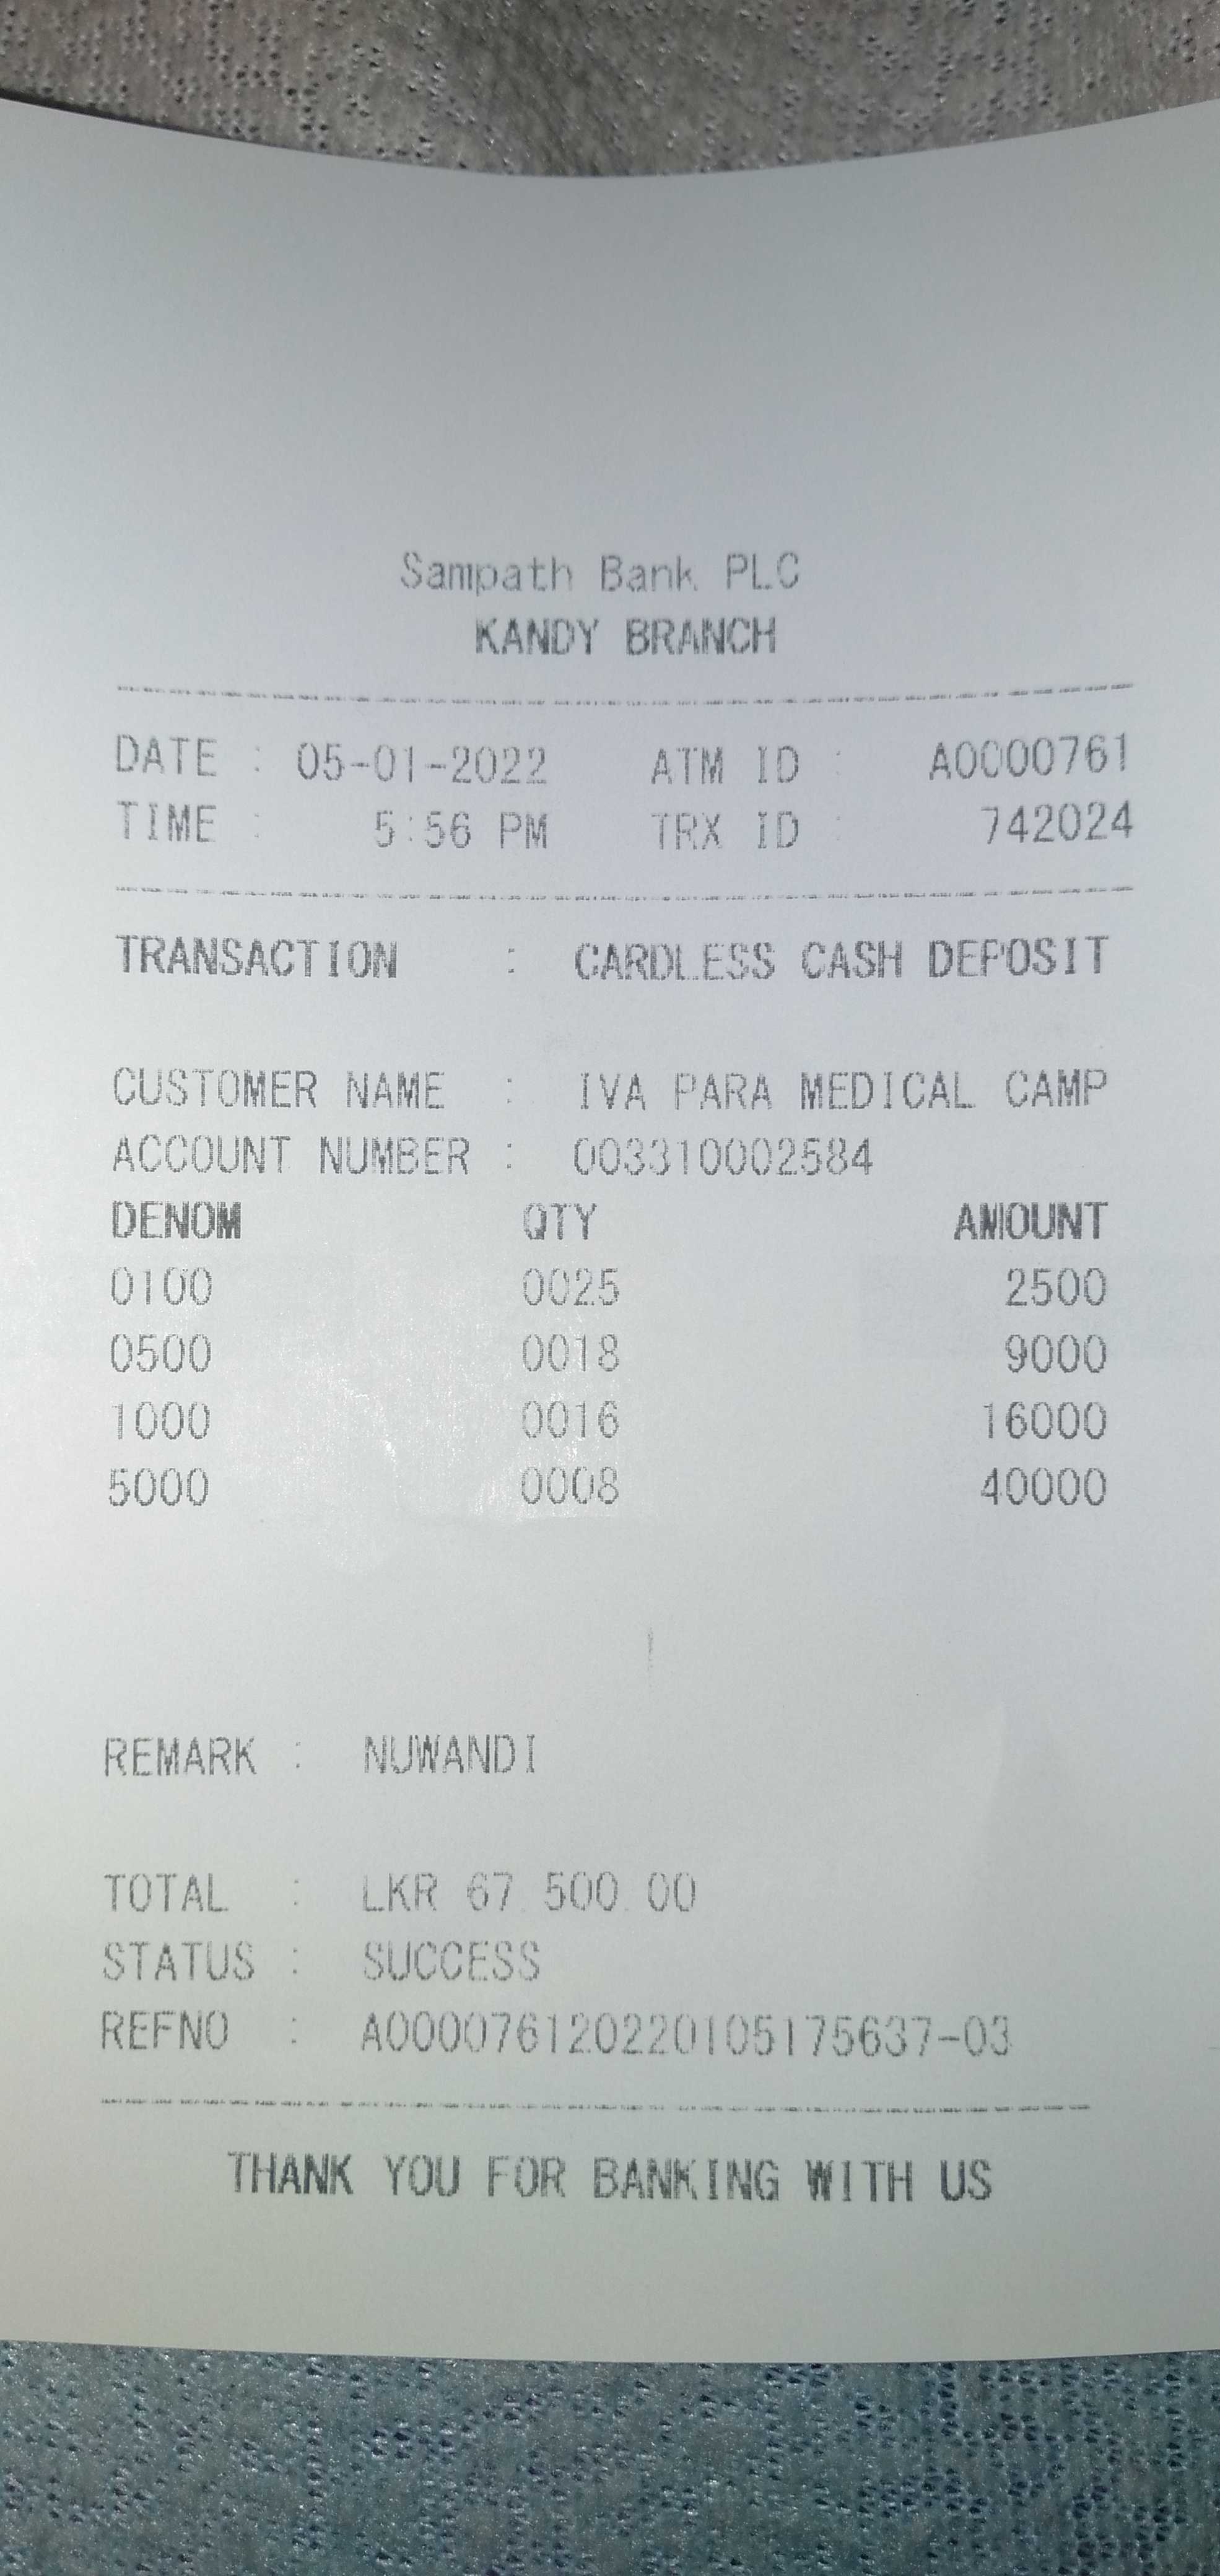 Sampath Bank PLC
KANDY BRANCH
DATE : 05-01-2022 ATM ID : A0000761
TIME : 5:56 PM TRX ID : 742024
TRANSACTION : CARDLESS CASH DEPOSIT
CUSTOMER NAME : IVA PARA MEDICAL CAMP
ACCOUNT NUMBER : 003310002584
DENOM QTY AMOUNT
0100 0025 2500
0500 0018 9000
1000 0016 16000
5000 0008 40000
REMARK : NUWANDI
TOTAL : LKR 67,500.00
STATUS : SUCCESS
REFNO : A000076120220105175637-03
THANK YOU FOR BANKING WITH US